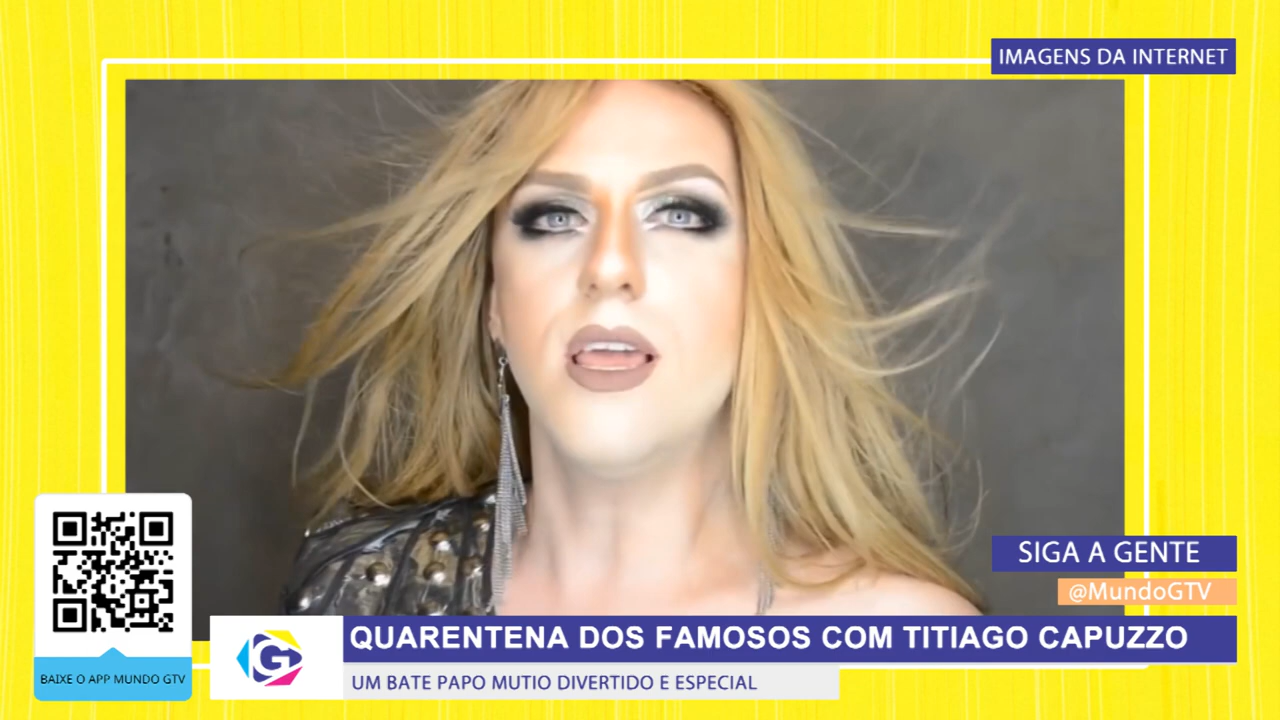 IMAGENS DA INTERNET
SIGA A GENTE
@MundoGTV
QUARENTENA DOS FAMOSOS COM TITIAGO CAPUZZO
UM BATE PAPO MUTIO DIVERTIDO E ESPECIAL
BAIXE O APP MUNDO GTV
G